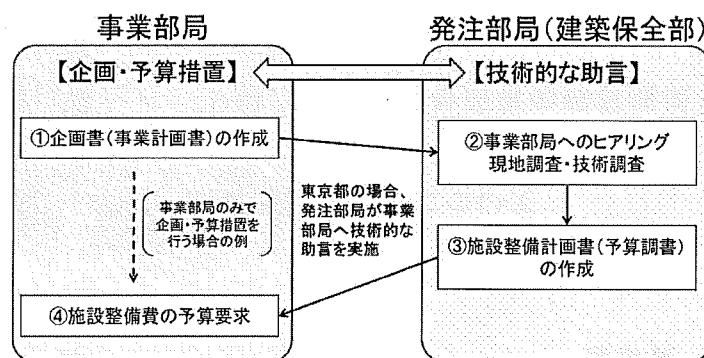 事業部局
発注部局(建築保全部)
【企画・予算措置】
【技術的な助言】
①企画書(事業計画書)の作成
②事業部局へのヒアリング
現地調査・技術調査
事業部局のみで
企画・予算措置を
行う場合の例
東京都の場合、
発注部局が事業
部局へ技術的な
助言を実施
③施設整備計画書(予算調書)
の作成
④施設整備費の予算要求